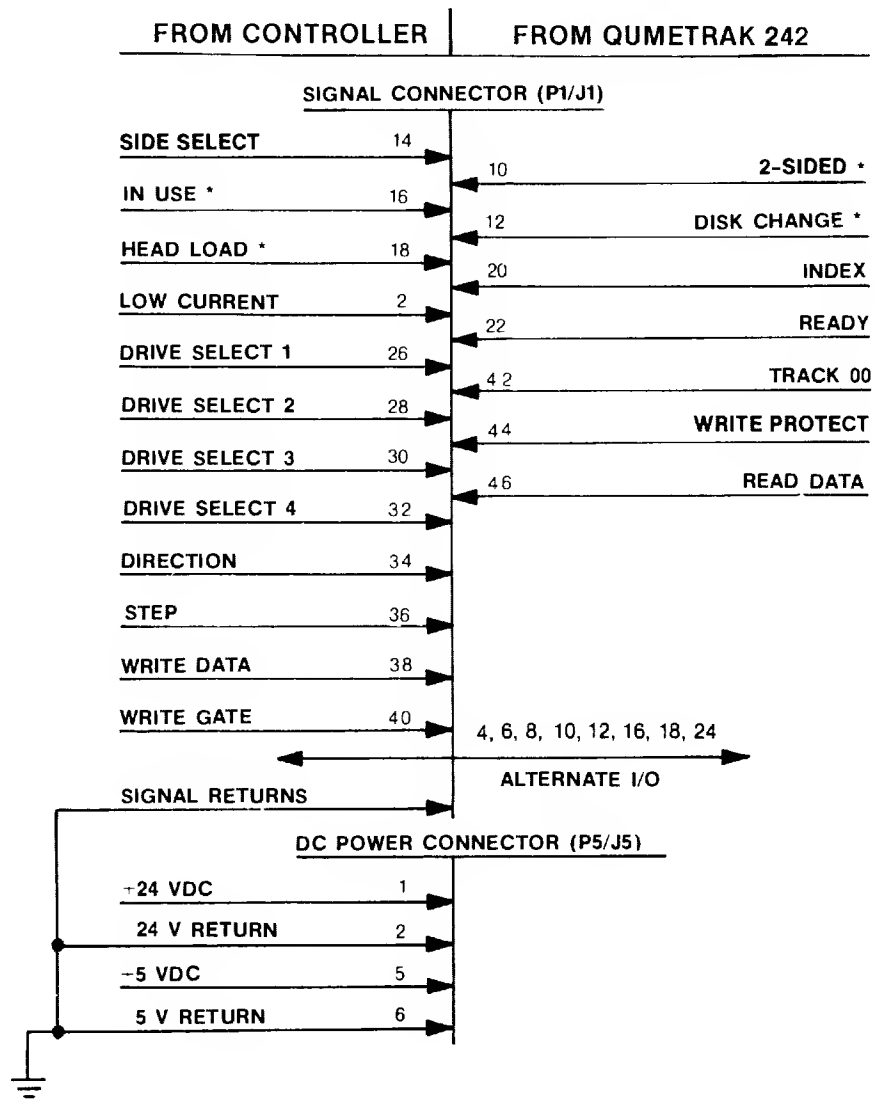 FROM CONTROLLER FROM QUMETRAK 242
SIGNAL CONNECTOR (P1/J1)
SIDE SELECT 14
10 2-SIDED *
IN USE * 16
12 DISK CHANGE *
HEAD LOAD * 18
20 INDEX
LOW CURRENT 2
22 READY
DRIVE SELECT 1 26
42 TRACK 00
DRIVE SELECT 2 28
44 WRITE PROTECT
DRIVE SELECT 3 30
46 READ DATA
DRIVE SELECT 4 32
DIRECTION 34
STEP 36
WRITE DATA 38
WRITE GATE 40
4, 6, 8, 10, 12, 16, 18, 24
ALTERNATE I/O
SIGNAL RETURNS
DC POWER CONNECTOR (P5/J5)
+24 VDC 1
24 V RETURN 2
+5 VDC 5
5 V RETURN 6